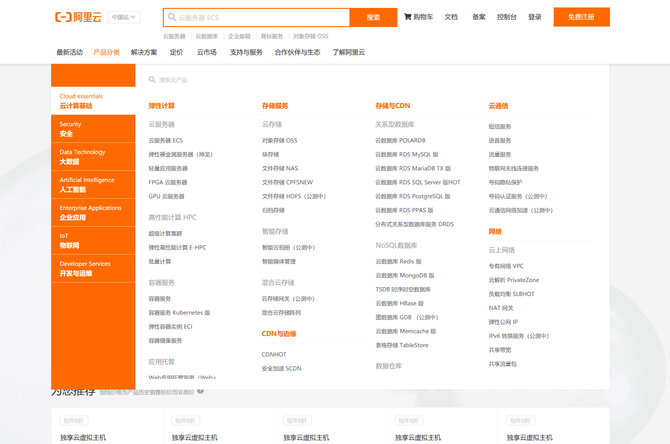 阿里云
中国站
云服务器 ECS
搜索
购物车
文档
备案
控制台
登录
免费注册
云服务器
云数据库
企业邮箱
商标服务
对象存储 OSS
最新活动
产品分类
解决方案
定价
云市场
支持与服务
合作伙伴与生态
了解阿里云
搜索云产品
Cloud essentials
云计算基础
Security
安全
Data Technology
大数据
Artificial Intelligence
人工智能
Enterprise Applications
企业应用
IoT
物联网
Developer Services
开发与运维
弹性计算
云服务器
云服务器 ECS
弹性裸金属服务器（神龙）
轻量应用服务器
FPGA 云服务器
GPU 云服务器
高性能计算 HPC
超级计算集群
弹性高性能计算 E-HPC
批量计算
容器服务
容器服务
容器服务 Kubernetes 版
弹性容器实例 ECI
容器镜像服务
应用托管
Web应用托管服务（Web+
存储服务
云存储
对象存储 OSS
块存储
文件存储 NAS
文件存储 CPFSNEW
文件存储 HDFS（公测中）
归档存储
智能存储
智能云相册（公测中）
智能媒体管理
混合云存储
云存储网关（公测中）
混合云存储阵列
CDN与边缘
CDNHOT
安全加速 SCDN
存储与CDN
关系型数据库
云数据库 POLARDB
云数据库 RDS MySQL 版
云数据库 RDS MariaDB TX 版
云数据库 RDS SQL Server 版HOT
云数据库 RDS PostgreSQL 版
云数据库 RDS PPAS 版
分布式关系型数据库服务 DRDS
NoSQL数据库
云数据库 Redis 版
云数据库 MongoDB 版
TSDB 时序时空数据库
云数据库 HBase 版
图数据库 GDB （公测中）
云数据库 Memcache 版
表格存储 TableStore
数据仓库
云通信
短信服务
语音服务
流量服务
物联网无线连接服务
号码隐私保护
号码认证服务（公测中）
云通信网络加速（公测中）
网络
云上网络
专有网络 VPC
云解析 PrivateZone
负载均衡 SLBHOT
NAT 网关
弹性公网 IP
IPv6 转换服务（公测中）
共享带宽
共享流量包
为您推荐
包年6折
包年6折
包年6折
包年6折
包年6折
独享云虚拟主机
独享云虚拟主机
独享云虚拟主机
独享云虚拟主机
独享云虚拟主机